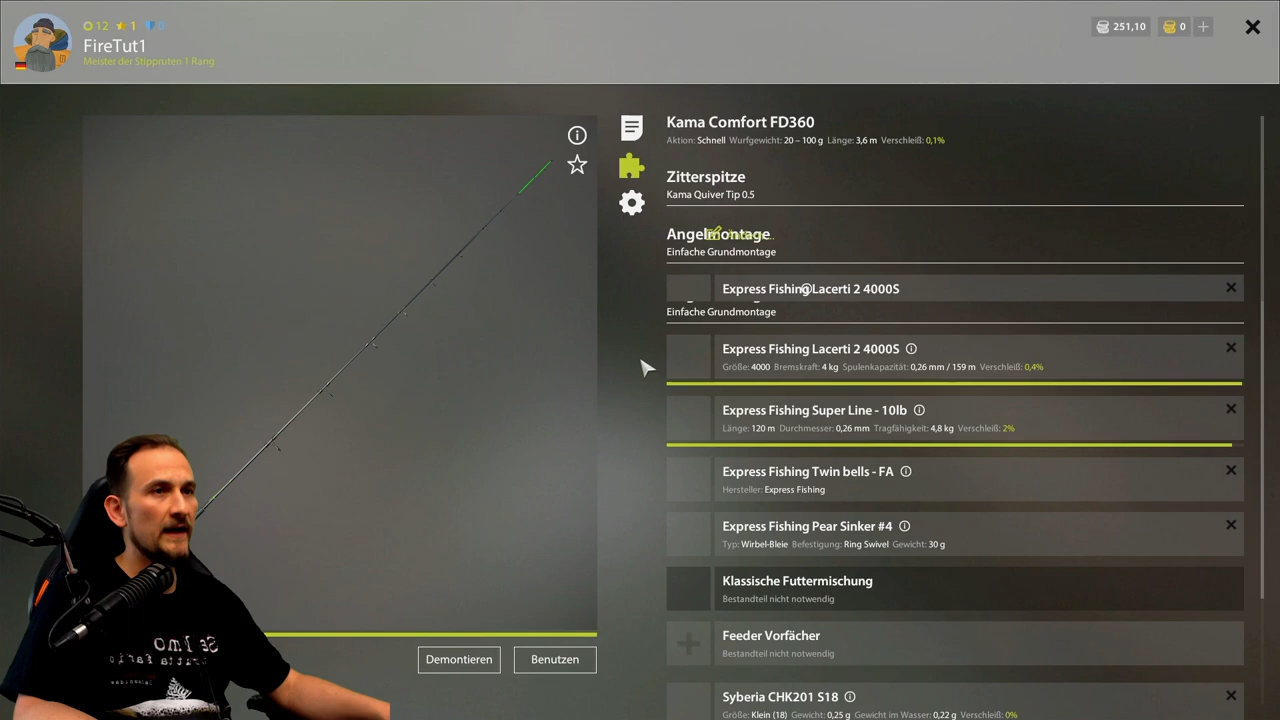 12 1 0
FireTut1
Meister der Stippruten 1 Rang
251,10 0
Kama Comfort FD360
Aktion: Schnell Wurfgewicht: 20 – 100 g Länge: 3,6 m Verschleiß: 0,1%
Zitterspitze
Kama Quiver Tip 0.5
Angelmontage
Einfache Grundmontage
Express Fishing Lacerti 2 4000S
Einfache Grundmontage
Express Fishing Lacerti 2 4000S
Größe: 4000 Bremskraft: 4 kg Spulenkapazität: 0,26 mm / 159 m Verschleiß: 0,4%
Express Fishing Super Line - 10lb
Länge: 120 m Durchmesser: 0,26 mm Tragfähigkeit: 4,8 kg Verschleiß: 2%
Express Fishing Twin bells - FA
Hersteller: Express Fishing
Express Fishing Pear Sinker #4
Typ: Wirbel-Bleie Befestigung: Ring Swivel Gewicht: 30 g
Klassische Futtermischung
Bestandteil nicht notwendig
Feeder Vorfächer
Bestandteil nicht notwendig
Syberia CHK201 S18
Größe: Klein (18) Gewicht: 0,25 g Gewicht im Wasser: 0,22 g Verschleiß: 0%
Demontieren
Benutzen